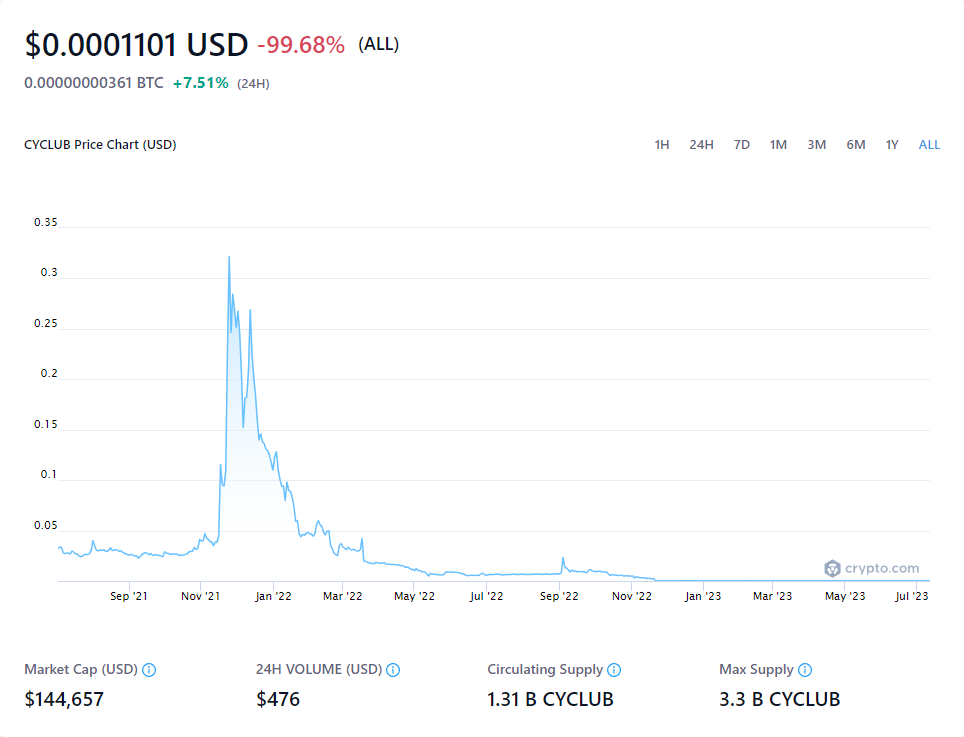 $0.0001101 USD -99.68% (ALL)
0.00000000361 BTC +7.51% (24H)
CYCLUB Price Chart (USD) 1H 24H 7D 1M 3M 6M 1Y ALL
0.35
0.3
0.25
0.2
0.15
0.1
0.05
crypto.com
Sep '21 Nov '21 Jan '22 Mar '22 May '22 Jul '22 Sep '22 Nov '22 Jan '23 Mar '23 May '23 Jul '23
Market Cap (USD) 24H VOLUME (USD) Circulating Supply Max Supply
$144,657 $476 1.31 B CYCLUB 3.3 B CYCLUB